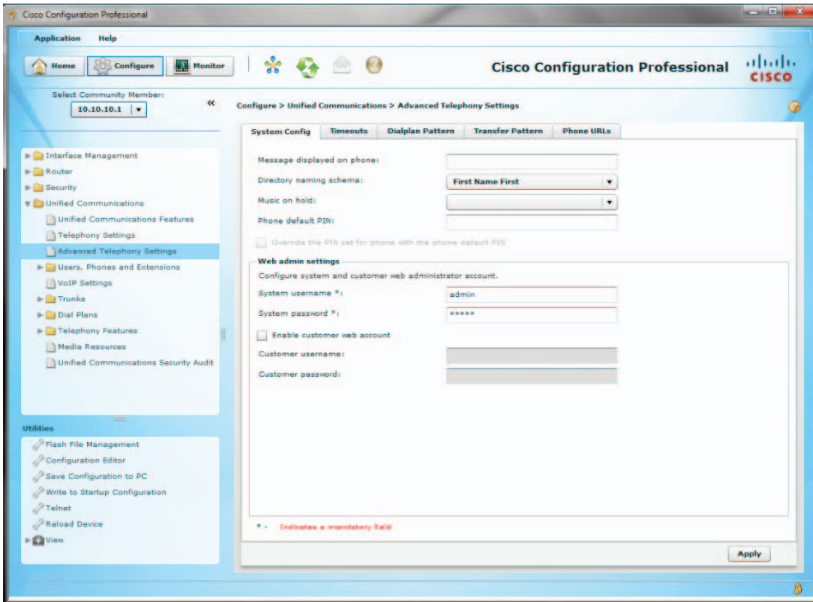 Cisco Configuration Professional
Application Help
Home Configure Monitor
Cisco Configuration Professional
CISCO
Select Community Member:
10.10.10.1
Configure > Unified Communications > Advanced Telephony Settings
Interface Management
Router
Security
Unified Communications
Unified Communications Features
Telephony Settings
Advanced Telephony Settings
Users, Phones and Extensions
VoIP Settings
Trunks
Dial Plans
Telephony Features
Media Resources
Unified Communications Security Audit
Utilities
Flash File Management
Configuration Editor
Save Configuration to PC
Write to Startup Configuration
Telnet
Reload Device
View
System Config Timeouts Dialplan Pattern Transfer Pattern Phone URLs
Message displayed on phone:
Directory naming schema: First Name First
Music on hold:
Phone default PIN:
Override the PIN set for phone with the phone default PIN
Web admin settings
Configure system and customer web administrator account.
System username *: admin
System password *: *****
Enable customer web account
Customer username:
Customer password:
* - Indicates a mandatory field
Apply